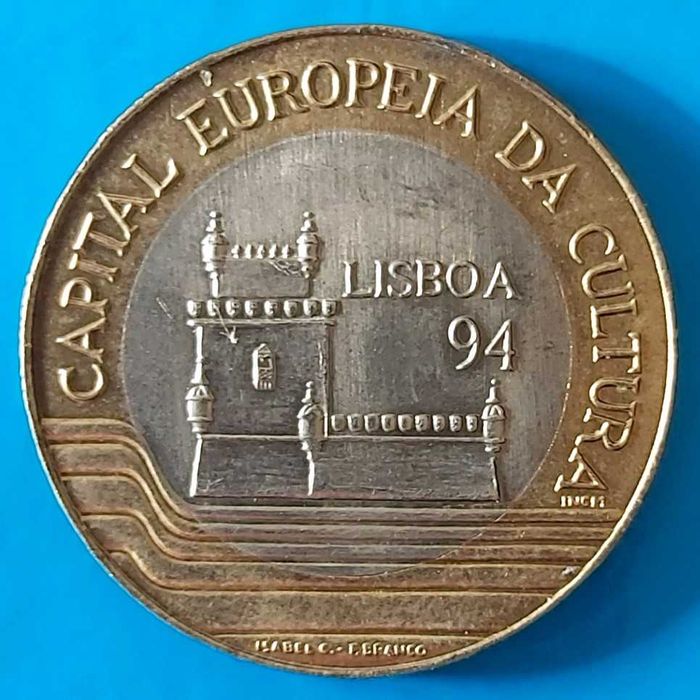 CAPITAL EUROPEIA DA CULTURA
LISBOA
94
INCM
ISABEL C. - F. BRANCO